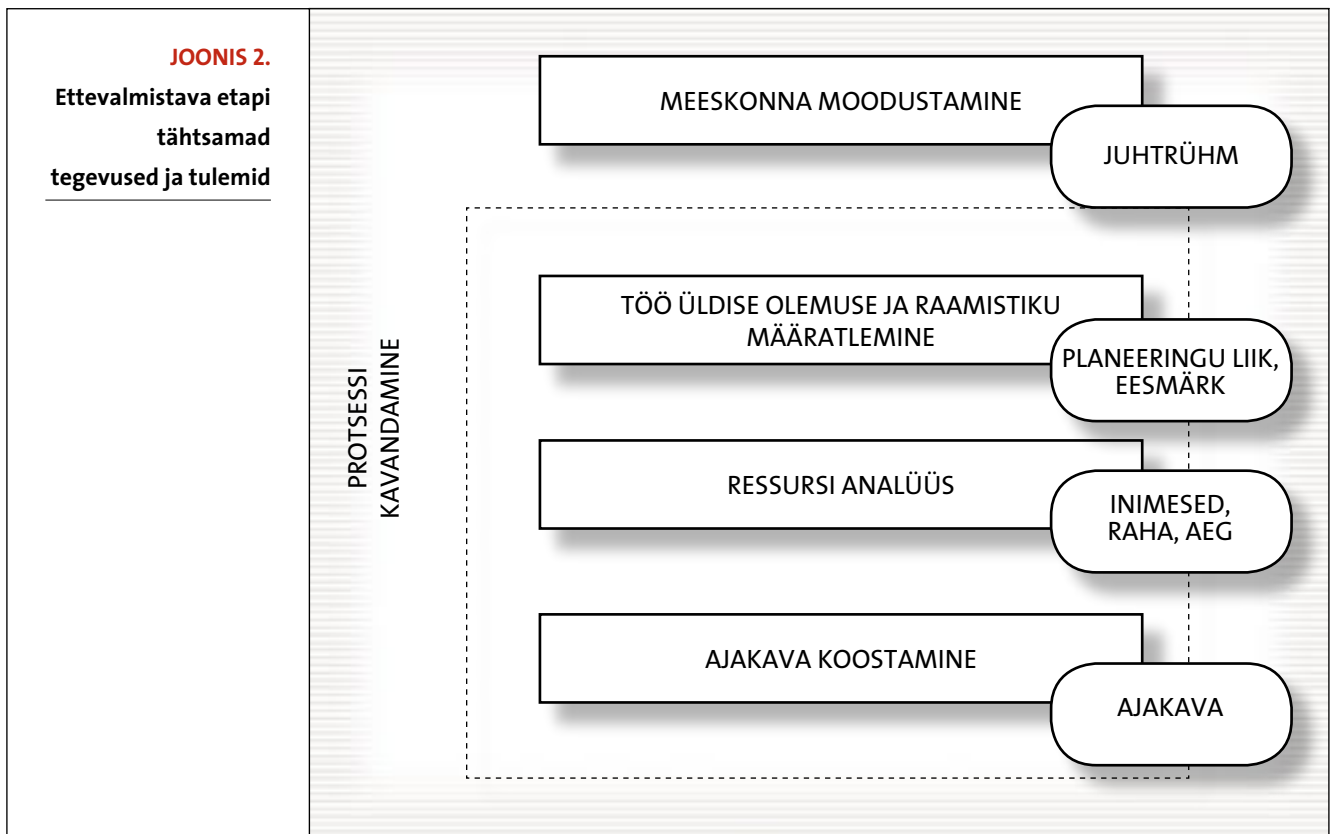 JOONIS 2.
Ettevalmistava etapi
tähtsamad
tegevused ja tulemid
MEESKONNA MOODUSTAMINE
JUHTRÜHM
PROTSESSI
KAVANDAMINE
TÖÖ ÜLDISE OLEMUSE JA RAAMISTIKU
MÄÄRATLEMINE
PLANEERINGU LIIK,
EESMÄRK
RESSURSI ANALÜÜS
INIMESED,
RAHA, AEG
AJAKAVA KOOSTAMINE
AJAKAVA